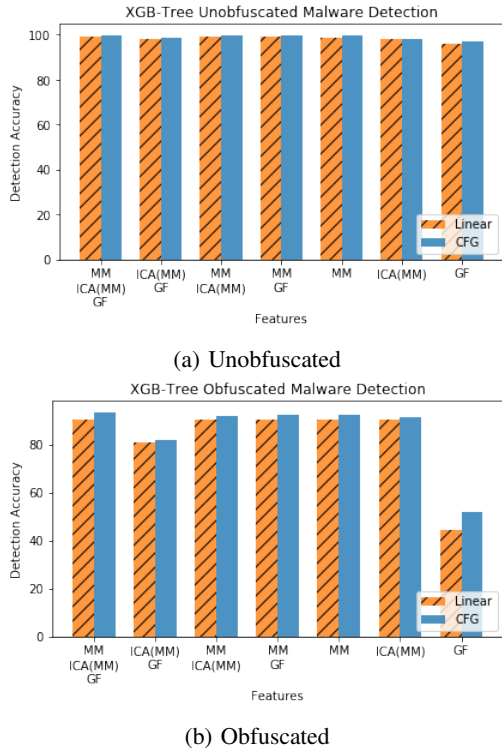 XGB-Tree Unobfuscated Malware Detection
100
80
60
40
20
0
Detection Accuracy
Linear
CFG
MM ICA(MM) GF
ICA(MM) GF
MM ICA(MM)
MM GF
MM
ICA(MM)
GF
Features
(a) Unobfuscated
XGB-Tree Obfuscated Malware Detection
80
60
40
20
0
Detection Accuracy
Linear
CFG
MM ICA(MM) GF
ICA(MM) GF
MM ICA(MM)
MM GF
MM
ICA(MM)
GF
Features
(b) Obfuscated